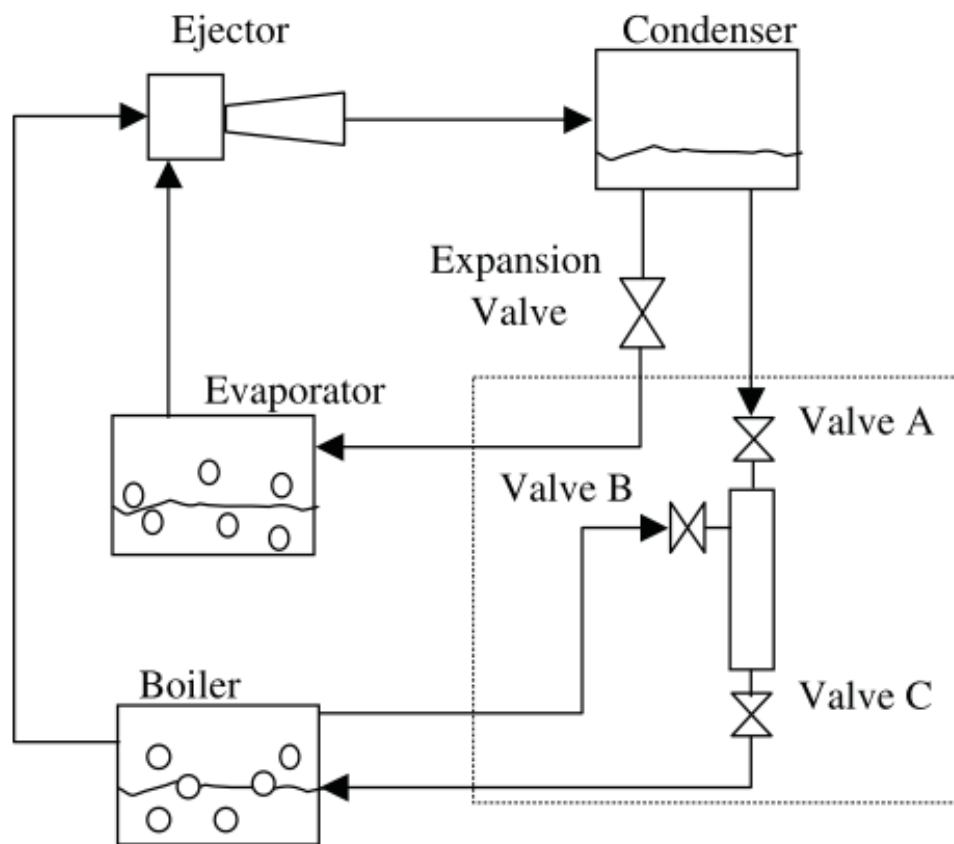 Ejector
Condenser
Expansion
Valve
Evaporator
Valve A
Valve B
Boiler
Valve C